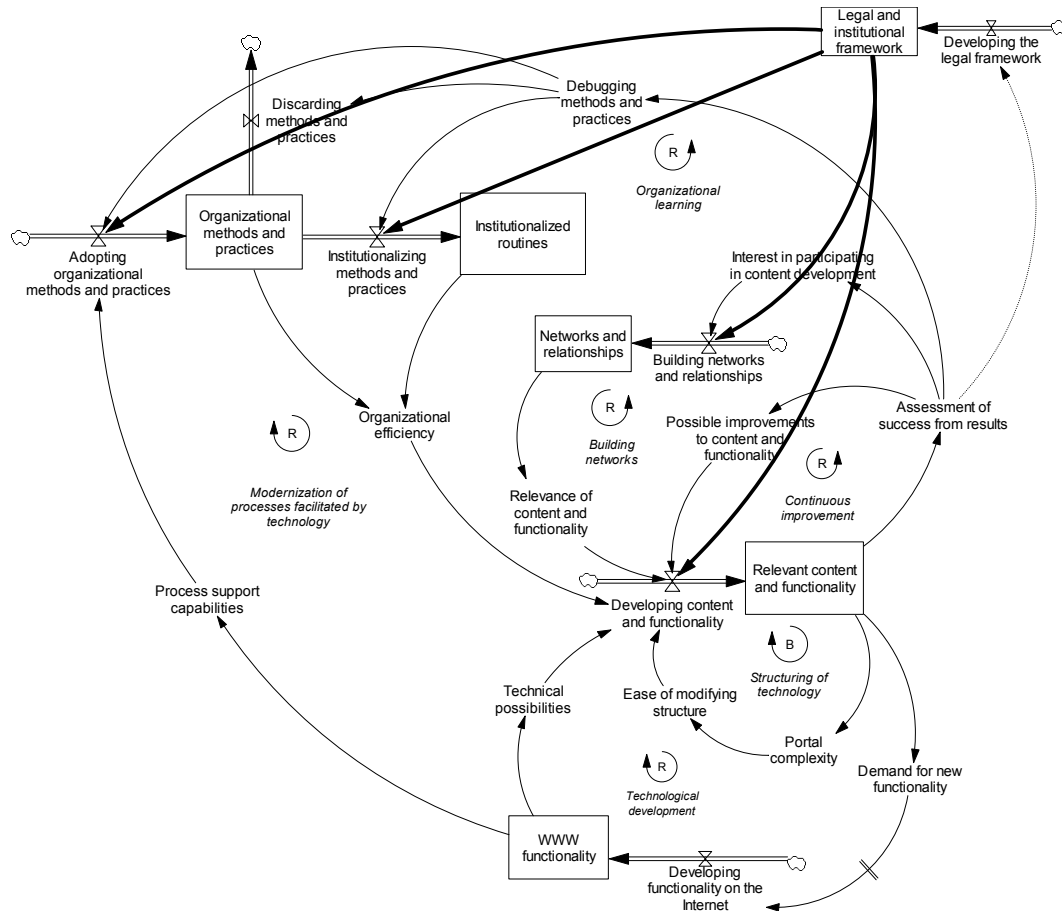 Legal and
institutional
framework
Developing the
legal framework
Debugging
methods and
practices
Discarding
methods and
practices
R
Organizational
learning
Organizational
methods and
practices
Institutionalized
routines
Adopting
organizational
methods and practices
Institutionalizing
methods and
practices
Interest in participating
in content development
Networks and
relationships
Building networks
and relationships
R
Building
networks
Organizational
efficiency
R
Modernization of
processes facilitated by
technology
Possible improvements
to content and
functionality
Assessment of
success from results
R
Continuous
improvement
Relevance of
content and
functionality
Relevant content
and functionality
Process support
capabilities
Developing content
and functionality
B
Structuring of
technology
Technical
possibilities
Ease of modifying
structure
Portal
complexity
Demand for new
functionality
R
Technological
development
WWW
functionality
Developing
functionality on the
Internet